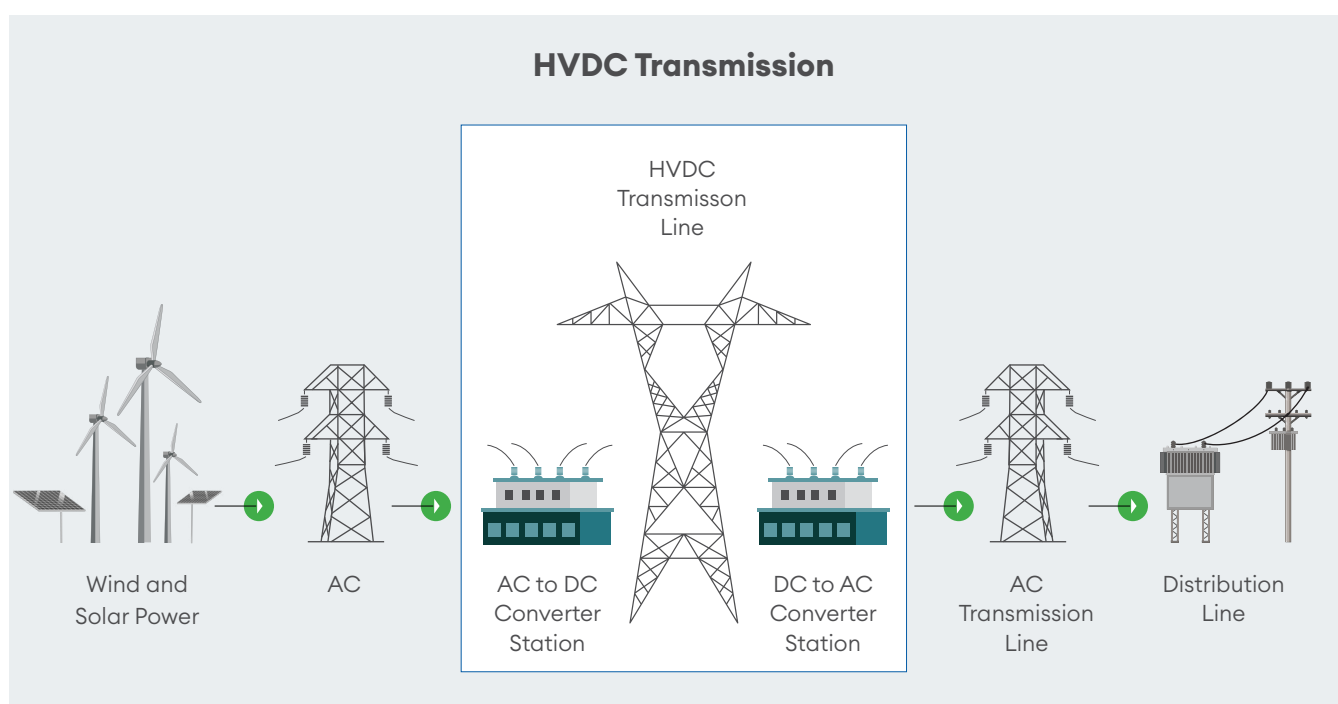 HVDC Transmission
HVDC
Transmisson
Line
Wind and
Solar Power
AC
AC to DC
Converter
Station
DC to AC
Converter
Station
AC
Transmission
Line
Distribution
Line